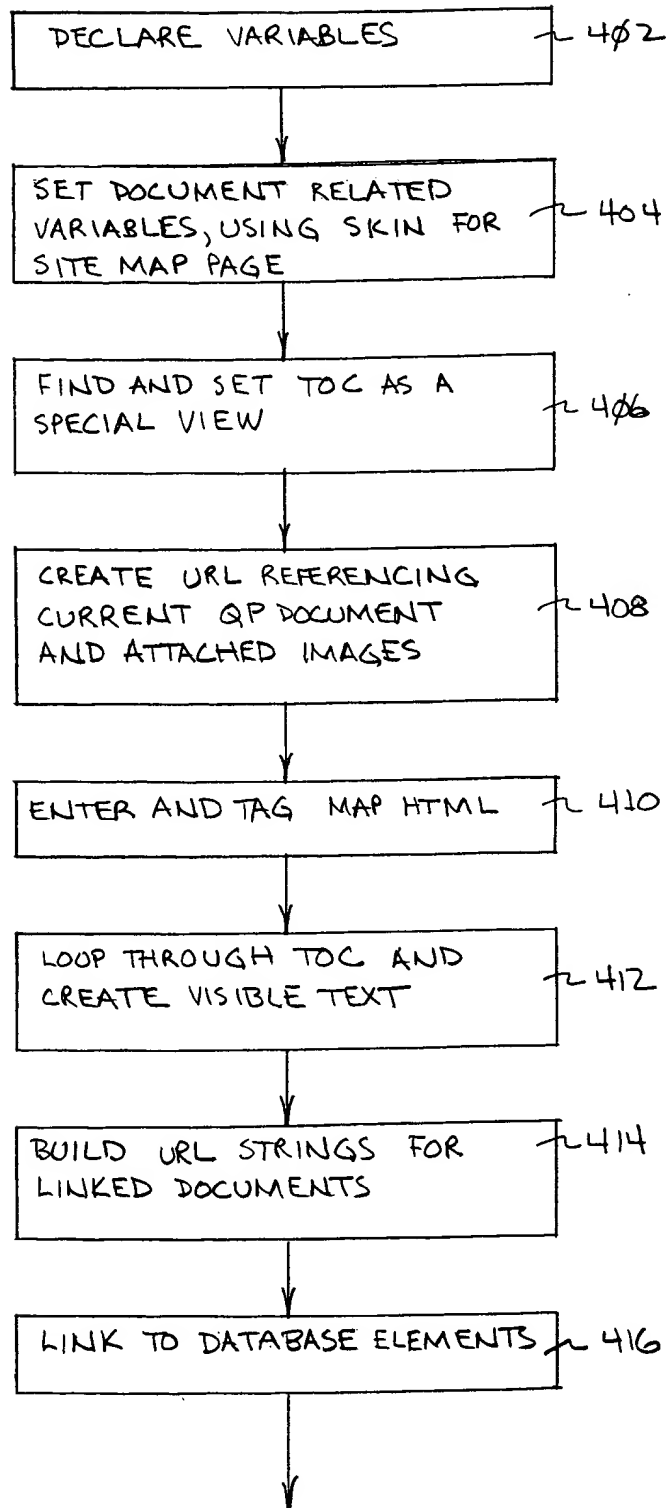 DECLARE VARIABLES
4φ2
SET DOCUMENT RELATED
VARIABLES, USING SKIN FOR
SITE MAP PAGE
404
FIND AND SET TOC AS A
SPECIAL VIEW
4φ6
CREATE URL REFERENCING
CURRENT QP DOCUMENT
AND ATTACHED IMAGES
408
ENTER AND TAG MAP HTML
410
LOOP THROUGH TOC AND
CREATE VISIBLE TEXT
412
BUILD URL STRINGS FOR
LINKED DOCUMENTS
414
LINK TO DATABASE ELEMENTS
416